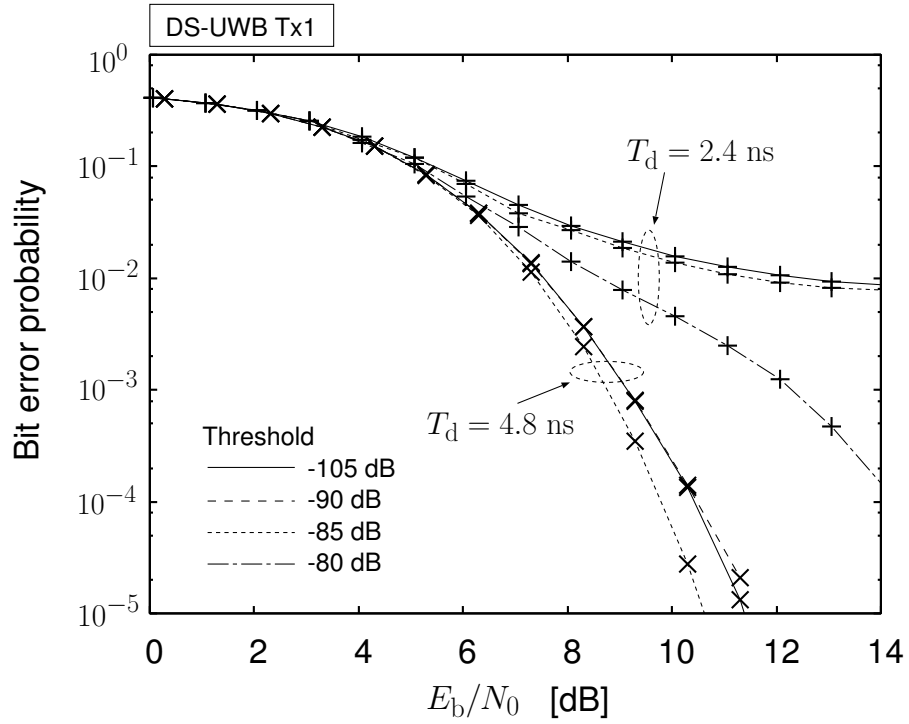 DS-UWB Tx1
10^0
10^-1
10^-2
10^-3
10^-4
10^-5
Bit error probability
T_d = 2.4 ns
T_d = 4.8 ns
Threshold
-105 dB
-90 dB
-85 dB
-80 dB
0 2 4 6 8 10 12 14
E_b/N_0 [dB]